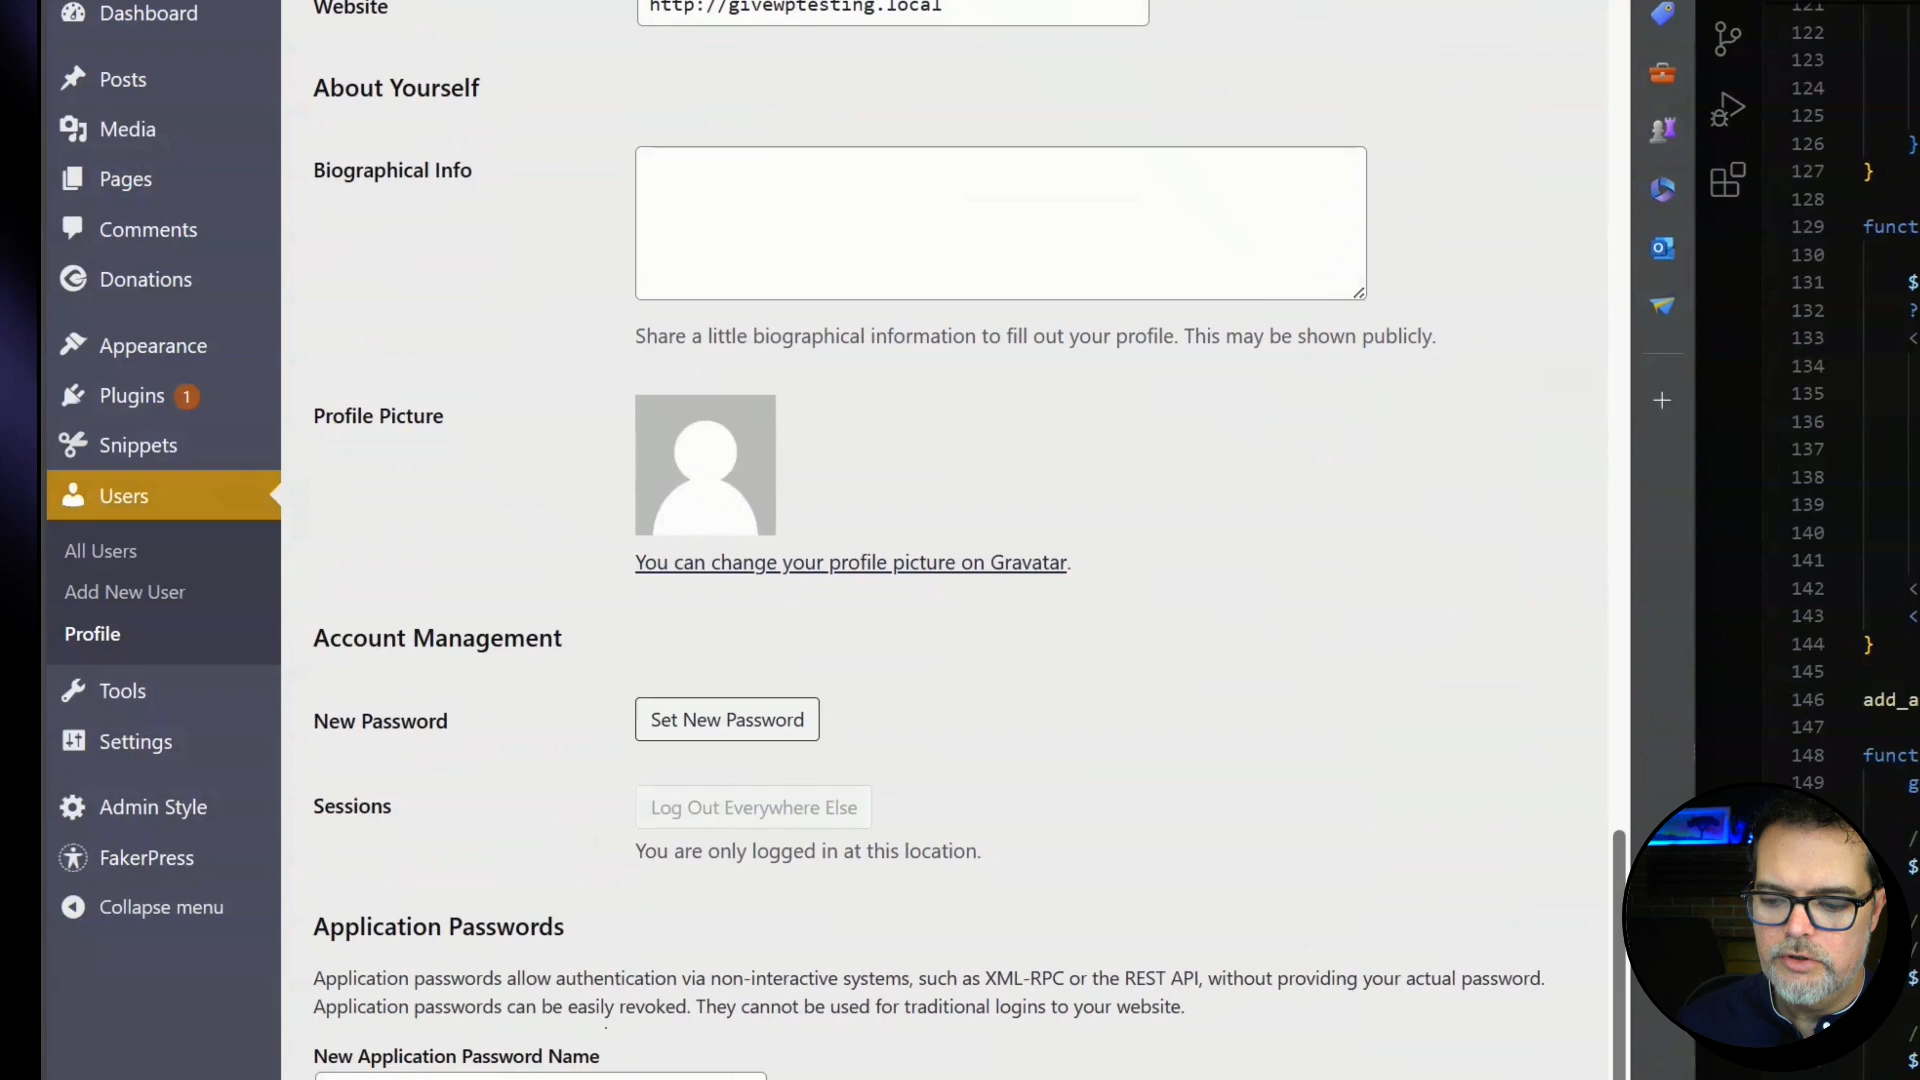 Dashboard
Posts
Media
Pages
Comments
Donations
Appearance
Plugins 1
Snippets
Users
All Users
Add New User
Profile
Tools
Settings
Admin Style
FakerPress
Collapse menu
Website
http://givewptesting.local
About Yourself
Biographical Info
Share a little biographical information to fill out your profile. This may be shown publicly.
Profile Picture
You can change your profile picture on Gravatar.
Account Management
New Password
Set New Password
Sessions
Log Out Everywhere Else
You are only logged in at this location.
Application Passwords
Application passwords allow authentication via non-interactive systems, such as XML-RPC or the REST API, without providing your actual password.
Application passwords can be easily revoked. They cannot be used for traditional logins to your website.
New Application Password Name
121
122
123
124
125
126 }
127 }
128
129 funct
130
131 $
132 ?
133 <
134
135
136
137
138
139
140
141
142 <
143 <
144 }
145
146 add_a
147
148 funct
149 g
/
$
/
/
$
/
$